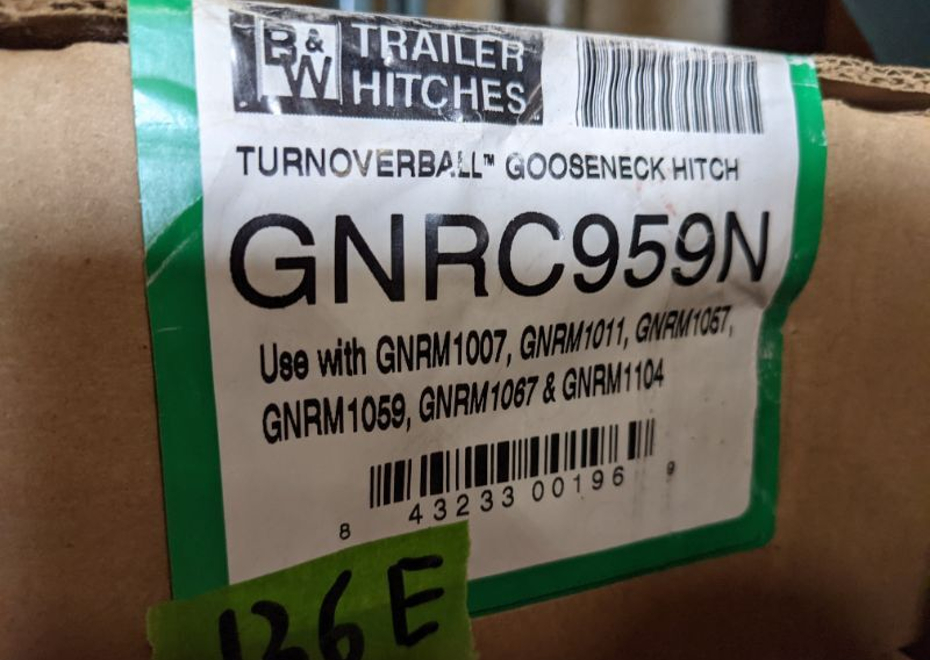 B&W TRAILER HITCHES
TURNOVERBALL™ GOOSENECK HITCH
GNRC959N
Use with GNRM1007, GNRM1011, GNRM1057,
GNRM1059, GNRM1067 & GNRM1104
8 43233 00196 9
136E